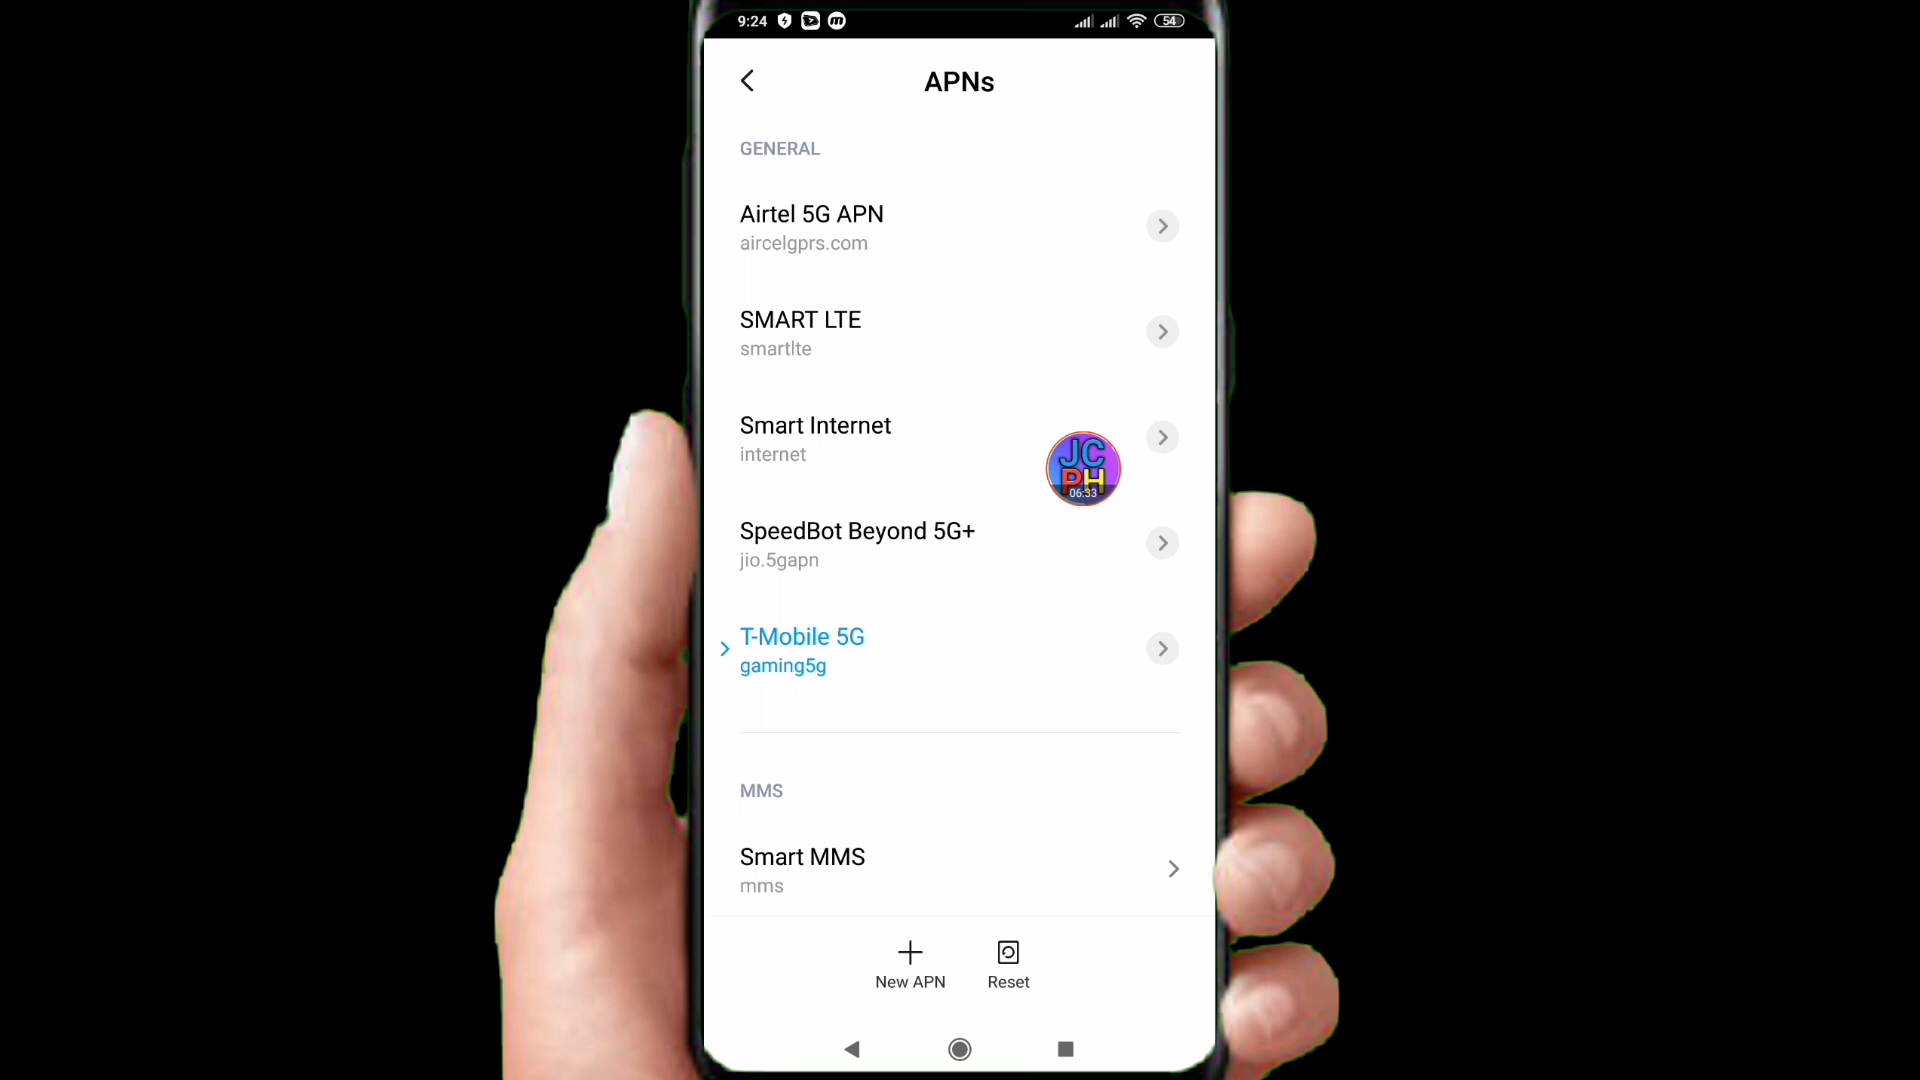 9:24
54
APNs
GENERAL
Airtel 5G APN
aircelgprs.com
SMART LTE
smartlte
Smart Internet
internet
JC
PH
06:33
SpeedBot Beyond 5G+
jio.5gapn
T-Mobile 5G
gaming5g
MMS
Smart MMS
mms
New APN
Reset